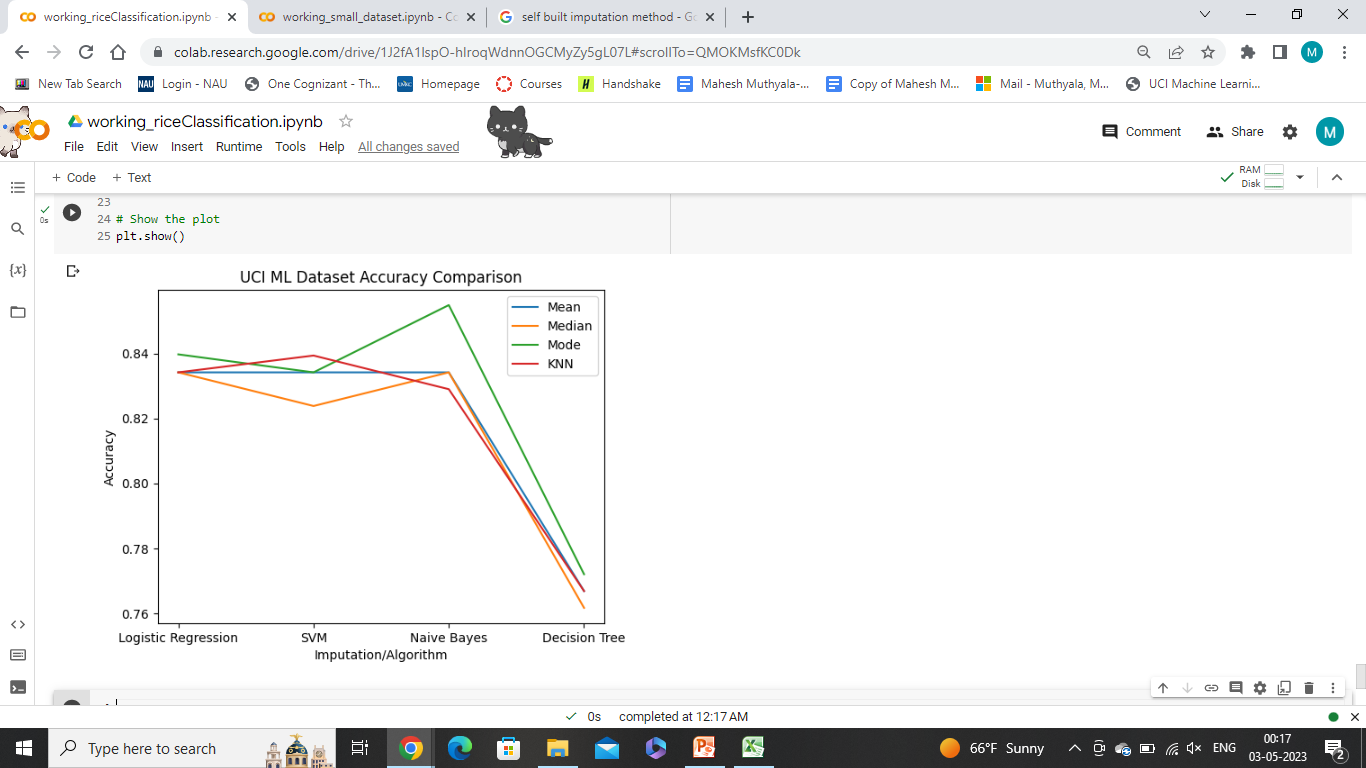 working_riceClassification.ipynb -
working_small_dataset.ipynb - Co
self built imputation method - Go
colab.research.google.com/drive/1J2fA1IspO-hIroqWdnnOGCMyZy5gL07L#scrollTo=QMOKMsfKC0Dk
M
New Tab Search
NAU
Login - NAU
One Cognizant - Th...
UMKC
Homepage
Courses
H
Handshake
Mahesh Muthyala-...
Copy of Mahesh M...
Mail - Muthyala, M...
UCI Machine Learni...
working_riceClassification.ipynb
Comment
Share
M
File Edit View Insert Runtime Tools Help All changes saved
+ Code + Text
RAM
Disk
23
0s
24 # Show the plot
25 plt.show()
{x}
UCI ML Dataset Accuracy Comparison
Mean
Median
Mode
KNN
0.84
0.82
0.80
0.78
0.76
Accuracy
Logistic Regression SVM Naive Bayes Decision Tree
Imputation/Algorithm
0s completed at 12:17 AM
Type here to search
66°F Sunny
ENG
00:17
03-05-2023
2